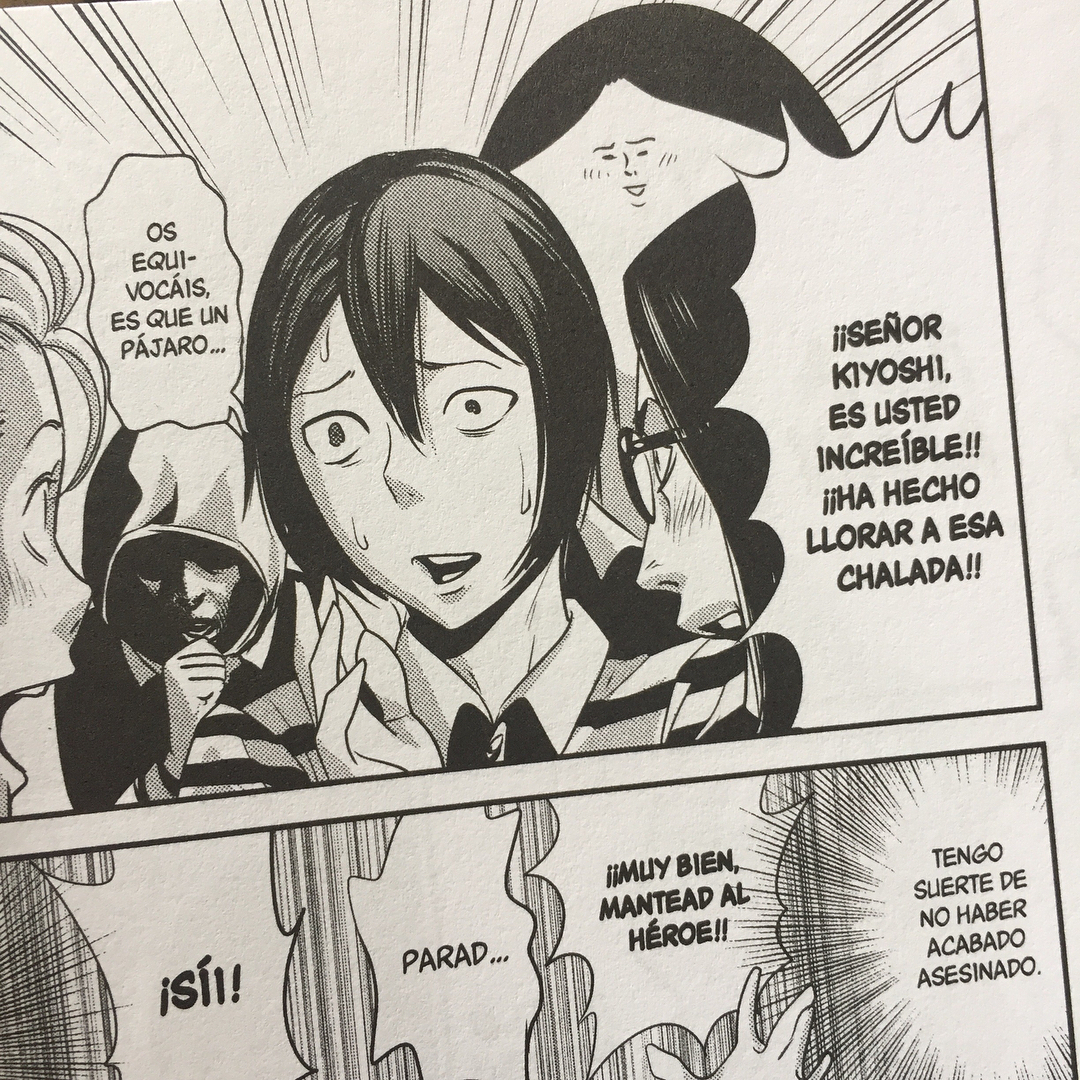 ¡¡SEÑOR
KIYOSHI,
ES USTED
INCREÍBLE!!
¡¡HA HECHO
LLORAR A ESA
CHALADA!!
OS
EQUI-
VOCÁIS,
ES QUE UN
PÁJARO...
TENGO
SUERTE DE
NO HABER
ACABADO
ASESINADO.
¡¡MUY BIEN,
MANTEAD AL
HÉROE!!
PARAD...
¡SÍI!